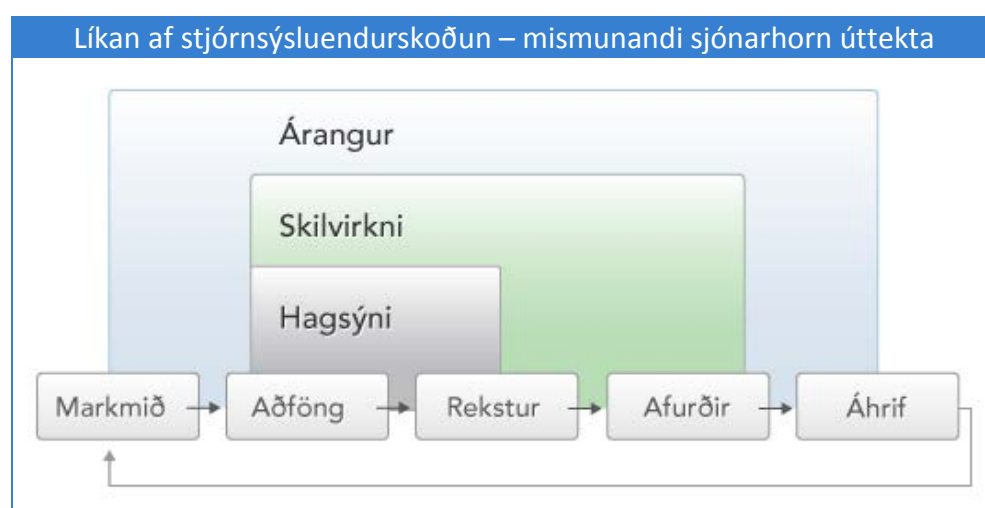 Líkan af stjórnsýsluendurskoðun – mismunandi sjónarhorn úttekta
Árangur
Skilvirkni
Hagsýni
Markmið
Aðföng
Rekstur
Afurðir
Áhrif